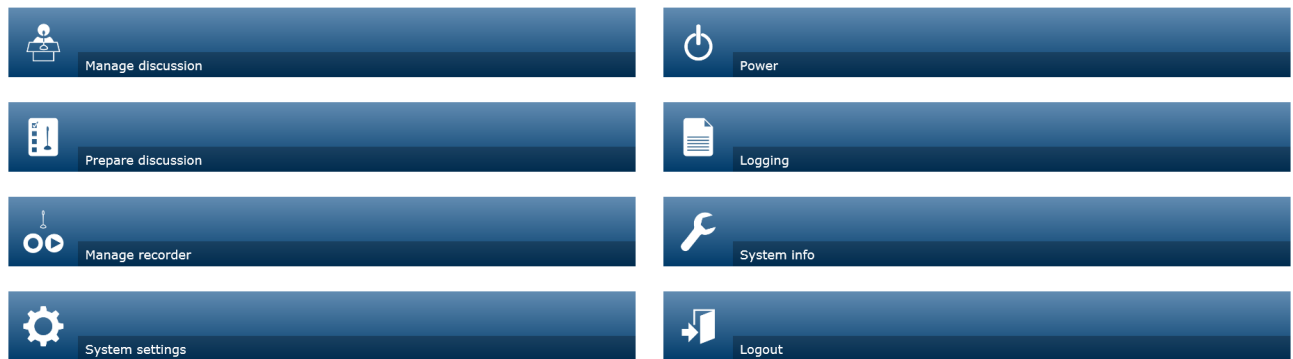 Manage discussion
Power
Prepare discussion
Logging
Manage recorder
System info
System settings
Logout